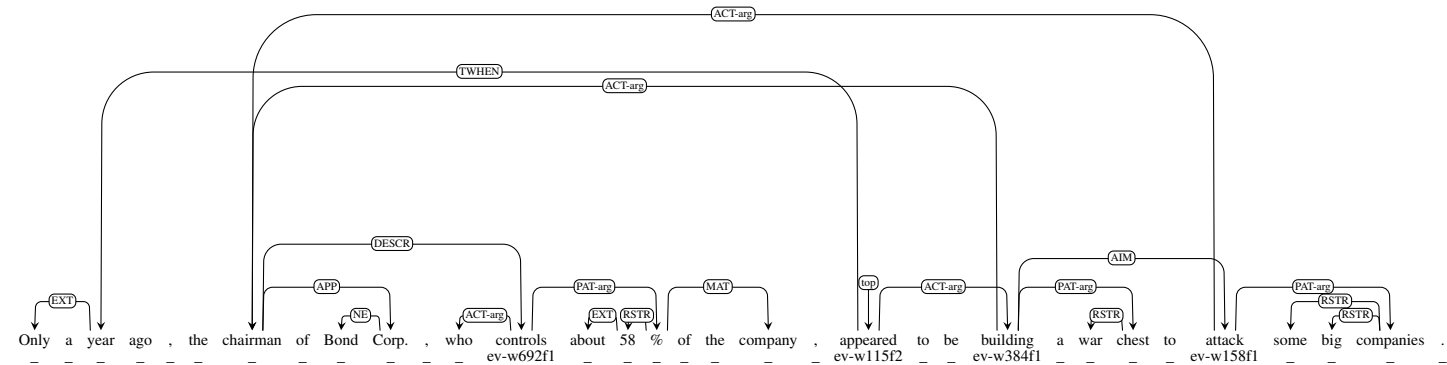 ACT-arg
TWHEN
ACT-arg
DESCR
AIM
top
APP PAT-arg MAT ACT-arg PAT-arg PAT-arg
EXT RSTR
NE ACT-arg EXT RSTR RSTR RSTR
Only a year ago , the chairman of Bond Corp. , who controls about 58 % of the company , appeared to be building a war chest to attack some big companies .
_ _ _ _ _ _ _ _ _ _ _ _ ev-w692f1 _ _ _ _ _ _ _ ev-w115f2 _ _ ev-w384f1 _ _ _ _ ev-w158f1 _ _ _ _